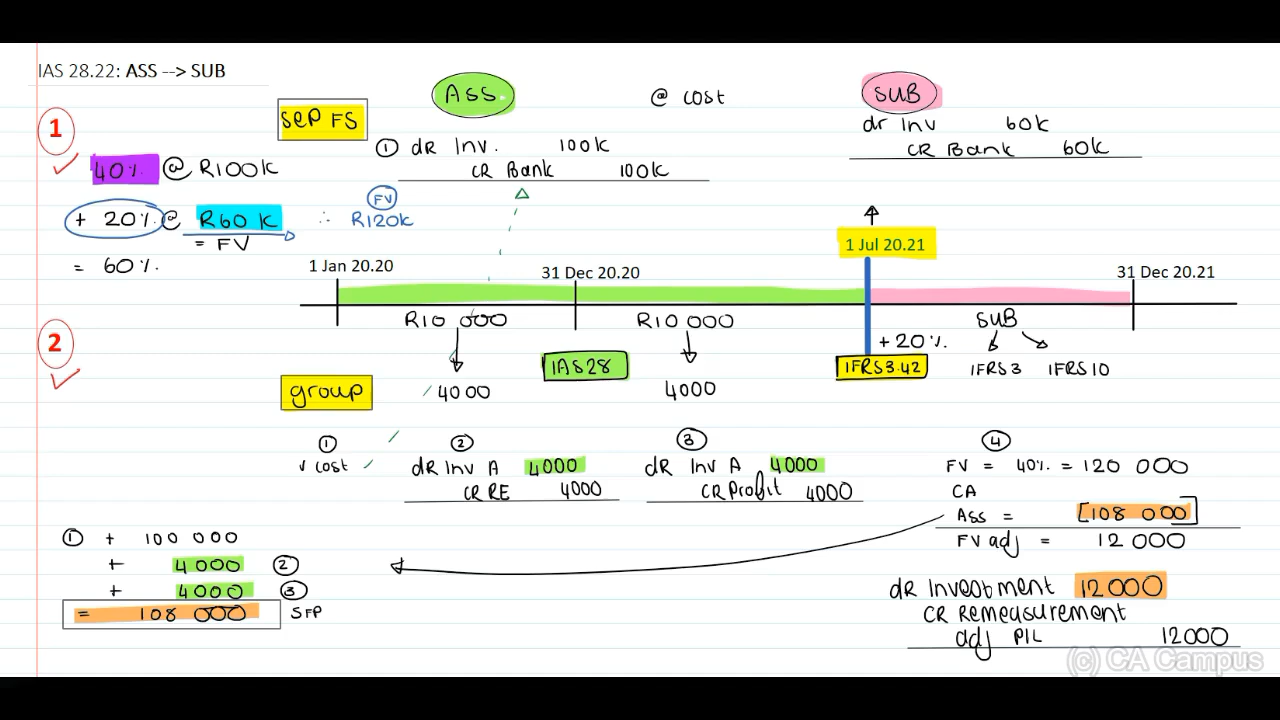 IAS 28.22: ASS --> SUB
1
sep FS
ASS
@ cost
SUB
40% @ R100K
+ 20% @ R60 K
= FV
∴ R120k
FV
= 60%
① dR Inv. 100k
CR Bank 100k
dr Inv 60k
CR Bank 60k
1 Jan 20.20
31 Dec 20.20
1 Jul 20.21
31 Dec 20.21
R10 000
R10 000
+20%
SUB
2
IAS28
IFRS3.42
IFRS3
IFRS10
group
4000
4000
①
√ cost
②
dR Inv A 4000
CR RE 4000
③
dR Inv A 4000
CR Profit 4000
④
FV = 40% = 120 000
CA
Ass = [108 000]
FV adj = 12 000
① + 100 000
+ 4000 ②
+ 4000 ③
= 108 000 SFP
dR Investment 12000
CR Remeasurement
adj P/L 12000
(c) CA Campus